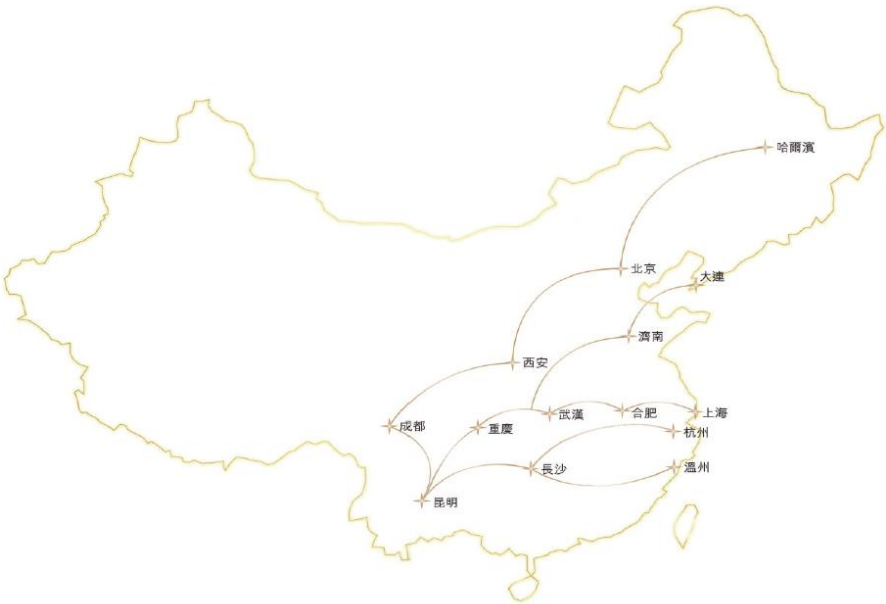 哈爾濱
北京
大連
濟南
西安
武漢
合肥
上海
成都
重慶
杭州
長沙
溫州
昆明